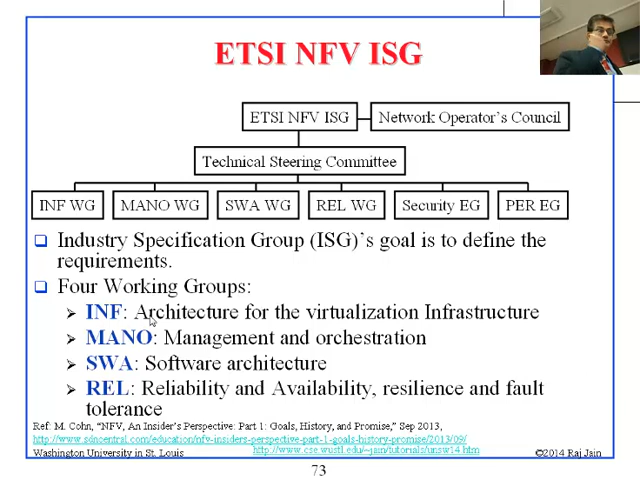 ETSI NFV ISG
ETSI NFV ISG
Network Operator's Council
Technical Steering Committee
INF WG
MANO WG
SWA WG
REL WG
Security EG
PER EG
Industry Specification Group (ISG)'s goal is to define the
requirements.
Four Working Groups:
INF: Architecture for the virtualization Infrastructure
MANO: Management and orchestration
SWA: Software architecture
REL: Reliability and Availability, resilience and fault
tolerance
Ref: M. Cohn, "NFV, An Insider's Perspective: Part 1: Goals, History, and Promise," Sep 2013,
http://www.sdncentral.com/education/nfv-insiders-perspective-part-1-goals-history-promise/2013/09/
Washington University in St. Louis
http://www.cse.wustl.edu/~jain/tutorials/unsw14.htm
©2014 Raj Jain
73